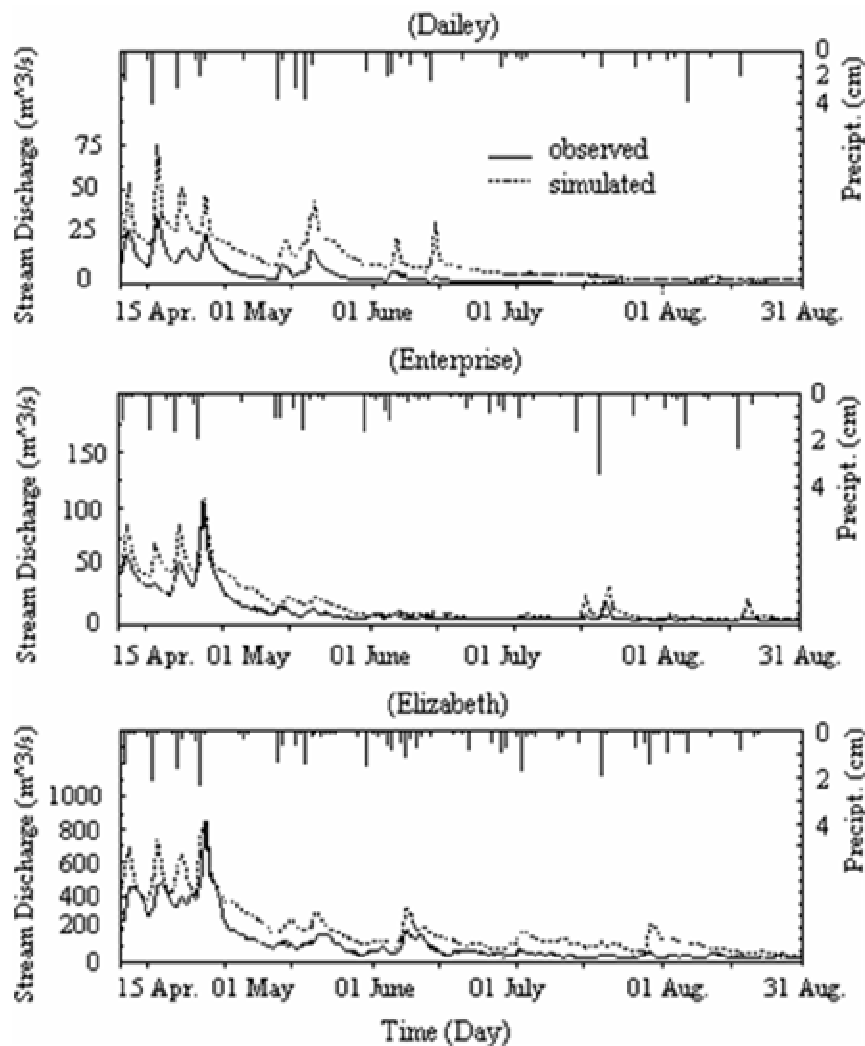 (Dailey)
Stream Discharge (m^3/s)
75
50
25
0
0
2
4
Precipt. (cm)
observed
simulated
15 Apr. 01 May 01 June 01 July 01 Aug. 31 Aug.
(Enterprise)
Stream Discharge (m^3/s)
150
100
50
0
0
2
4
Precipt. (cm)
15 Apr. 01 May 01 June 01 July 01 Aug. 31 Aug.
(Elizabeth)
Stream Discharge (m^3/s)
1000
800
600
400
200
0
0
2
4
Precipt. (cm)
15 Apr. 01 May 01 June 01 July 01 Aug. 31 Aug.
Time (Day)